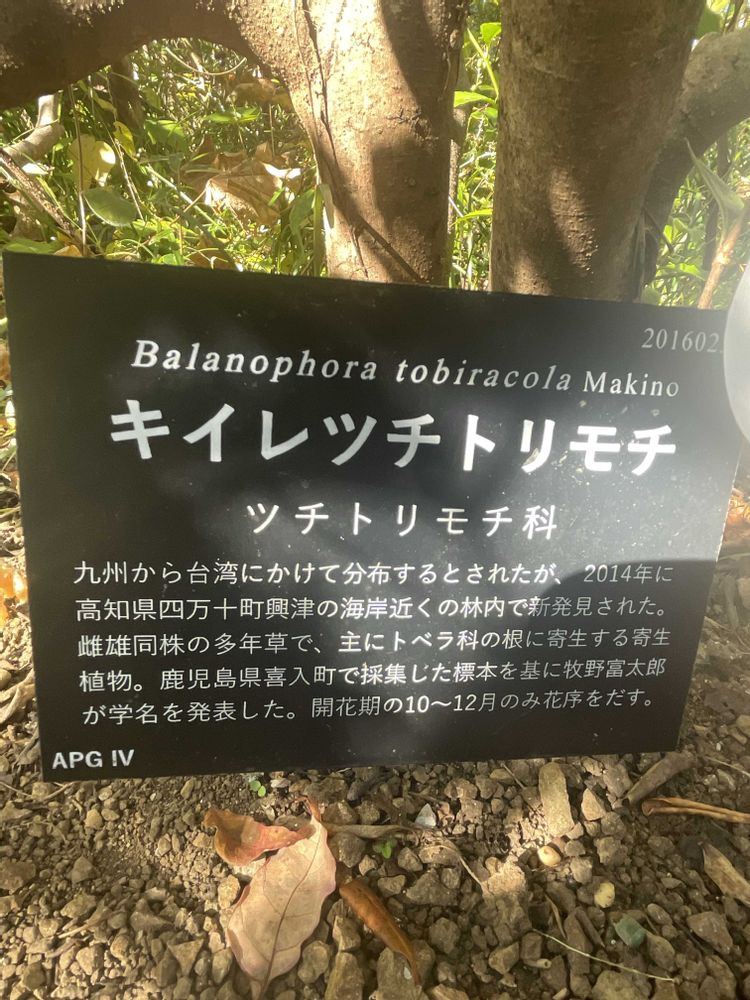 201602
Balanophora tobiracola Makino
キイレツチトリモチ
ツチトリモチ科
九州から台湾にかけて分布するとされたが、2014年に
高知県四万十町興津の海岸近くの林内で新発見された。
雌雄同株の多年草で、主にトベラ科の根に寄生する寄生
植物。鹿児島県喜入町で採集した標本を基に牧野富太郎
が学名を発表した。開花期の10〜12月のみ花序をだす。
APG IV